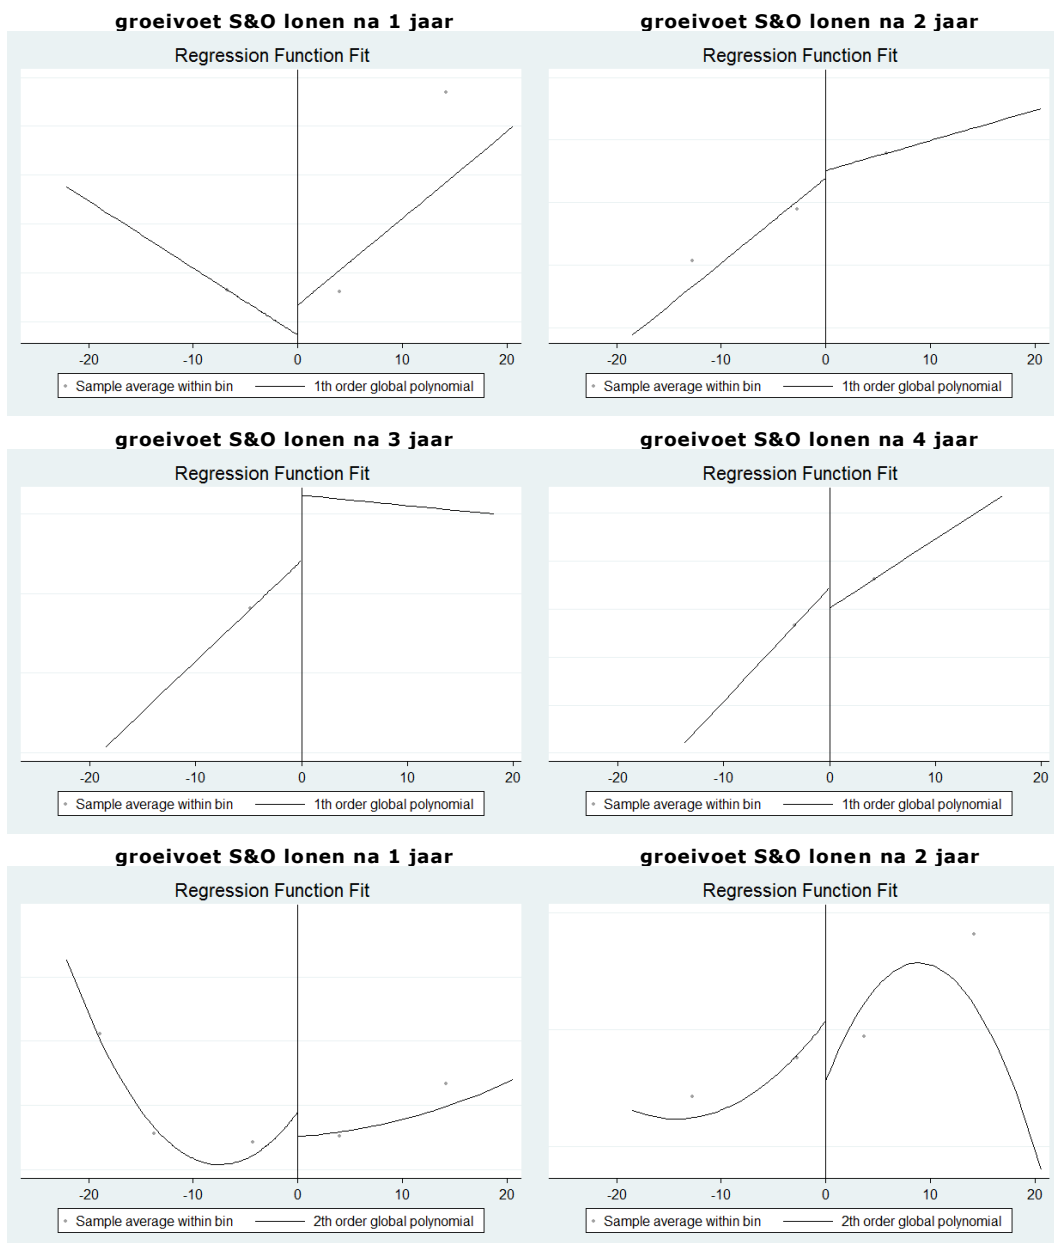 groeivoet S&O lonen na 1 jaar
Regression Function Fit
-20 -10 0 10 20
Sample average within bin 1th order global polynomial
groeivoet S&O lonen na 2 jaar
Regression Function Fit
-20 -10 0 10 20
Sample average within bin 1th order global polynomial
groeivoet S&O lonen na 3 jaar
Regression Function Fit
-20 -10 0 10 20
Sample average within bin 1th order global polynomial
groeivoet S&O lonen na 4 jaar
Regression Function Fit
-20 -10 0 10 20
Sample average within bin 1th order global polynomial
groeivoet S&O lonen na 1 jaar
Regression Function Fit
-20 -10 0 10 20
Sample average within bin 2th order global polynomial
groeivoet S&O lonen na 2 jaar
Regression Function Fit
-20 -10 0 10 20
Sample average within bin 2th order global polynomial